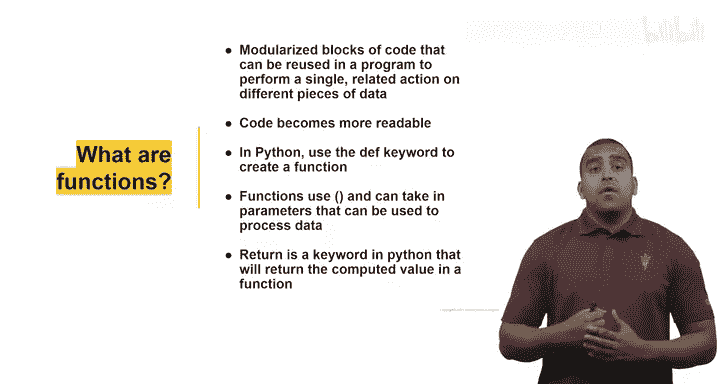 What are
functions?
● Modularized blocks of code that
can be reused in a program to
perform a single, related action on
different pieces of data
● Code becomes more readable
● In Python, use the def keyword to
create a function
● Functions use () and can take in
parameters that can be used to
process data
● Return is a keyword in python that
will return the computed value in a
function